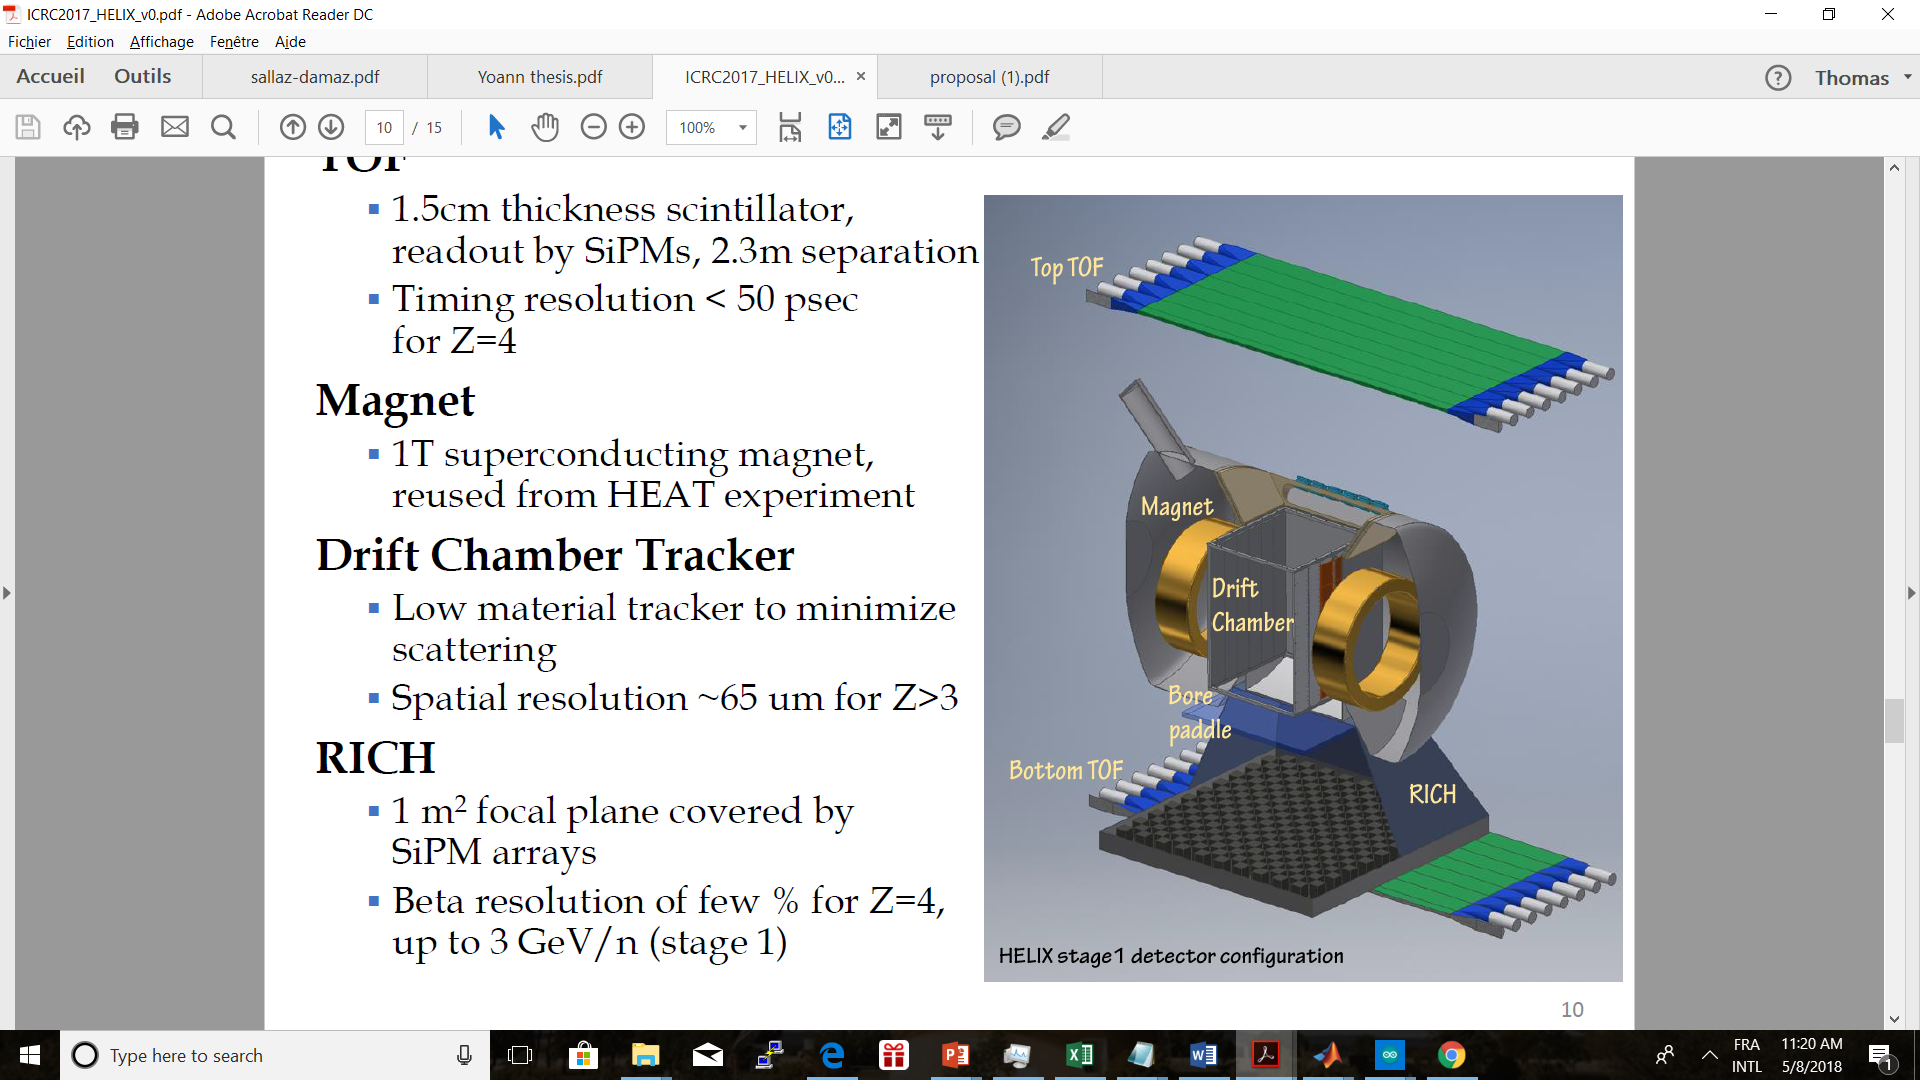 ICRC2017_HELIX_v0.pdf - Adobe Acrobat Reader DC
Fichier Edition Affichage Fenêtre Aide
Accueil Outils sallaz-damaz.pdf Yoann thesis.pdf ICRC2017_HELIX_v0... proposal (1).pdf Thomas
10 / 15 100%
TOF
1.5cm thickness scintillator,
readout by SiPMs, 2.3m separation
Timing resolution < 50 psec
for Z=4
Magnet
1T superconducting magnet,
reused from HEAT experiment
Drift Chamber Tracker
Low material tracker to minimize
scattering
Spatial resolution ~65 um for Z>3
RICH
1 m² focal plane covered by
SiPM arrays
Beta resolution of few % for Z=4,
up to 3 GeV/n (stage 1)
Top TOF
Magnet
Drift
Chamber
Bore
paddle
Bottom TOF
RICH
HELIX stage1 detector configuration
10
Type here to search
FRA
INTL
11:20 AM
5/8/2018
1